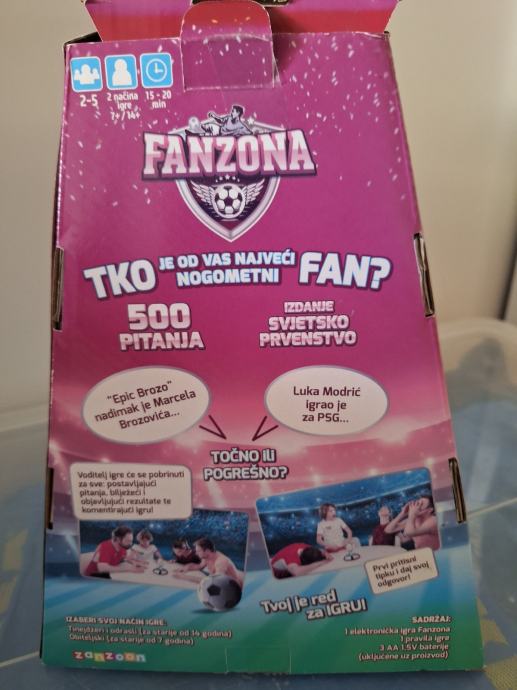 2-5
2 načina
igre
7+ / 14+
15 - 20
min
FANZONA
TKO JE OD VAS NAJVEĆI
NOGOMETNI FAN?
500
PITANJA
IZDANJE
SVJETSKO
PRVENSTVO
"Epic Brozo"
nadimak je Marcela
Brozovića...
Luka Modrić
igrao je
za PSG...
TOČNO ILI
POGREŠNO?
Voditelj igre će se pobrinuti
za sve: postavljajući
pitanja, bilježeći i
objavljujući rezultate te
komentirajući igru!
Prvi pritisni
tipku i daj svoj
odgovor!
Tvoj je red
za IGRU!
IZABERI SVOJ NAČIN IGRE:
Tinejdžeri i odrasli (za starije od 14 godina)
Obiteljski (za starije od 7 godina)
zanzoon
SADRŽAJ:
1 elektronička igra Fanzona
1 pravila igre
3 AA 1,5V baterije
(uključene uz proizvod)